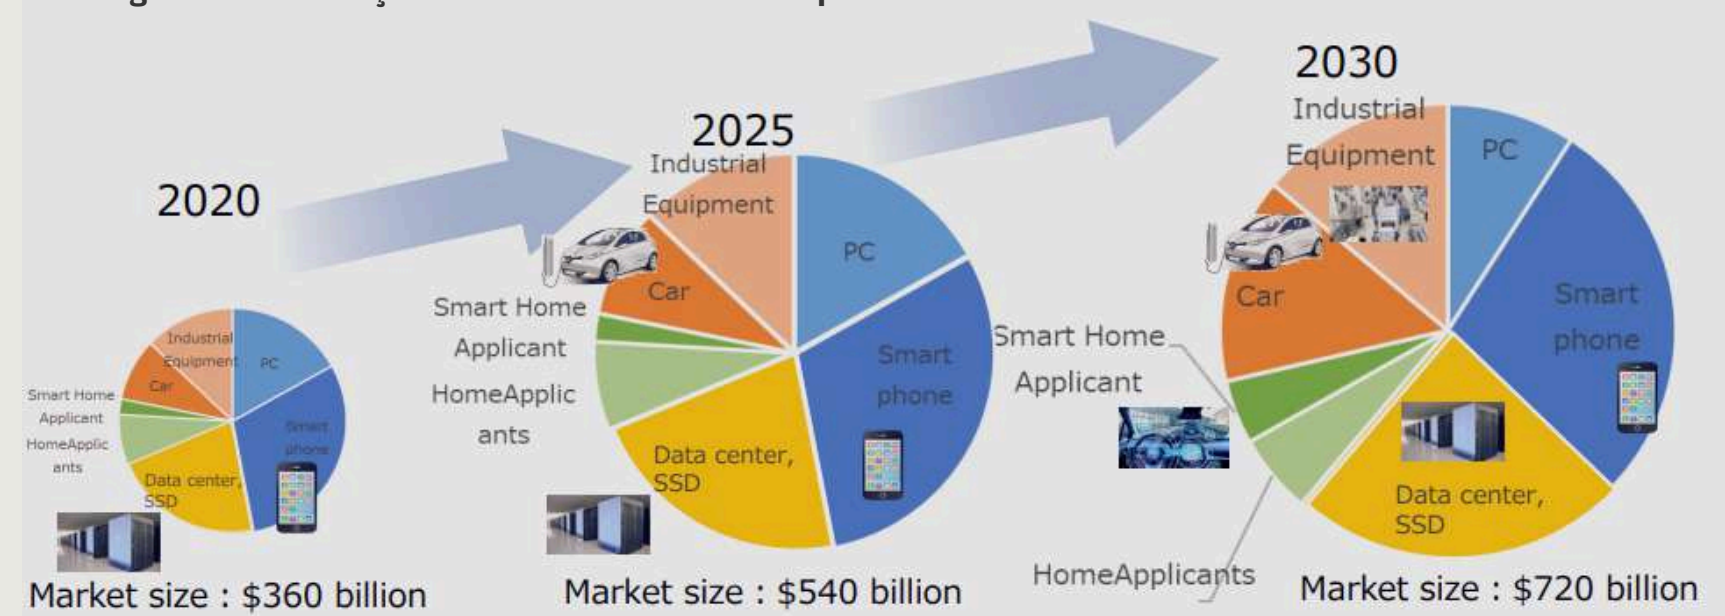 2020
Industrial
Equipment
PC
Car
Smart Home
Applicant
HomeApplic
ants
Smart
phone
Data center,
SSD
Market size : $360 billion
2025
Industrial
Equipment
PC
Car
Smart Home
Applicant
HomeApplic
ants
Smart
phone
Data center,
SSD
Market size : $540 billion
2030
Industrial
Equipment
PC
Car
Smart
phone
Smart Home
Applicant
Data center,
SSD
HomeApplicants
Market size : $720 billion